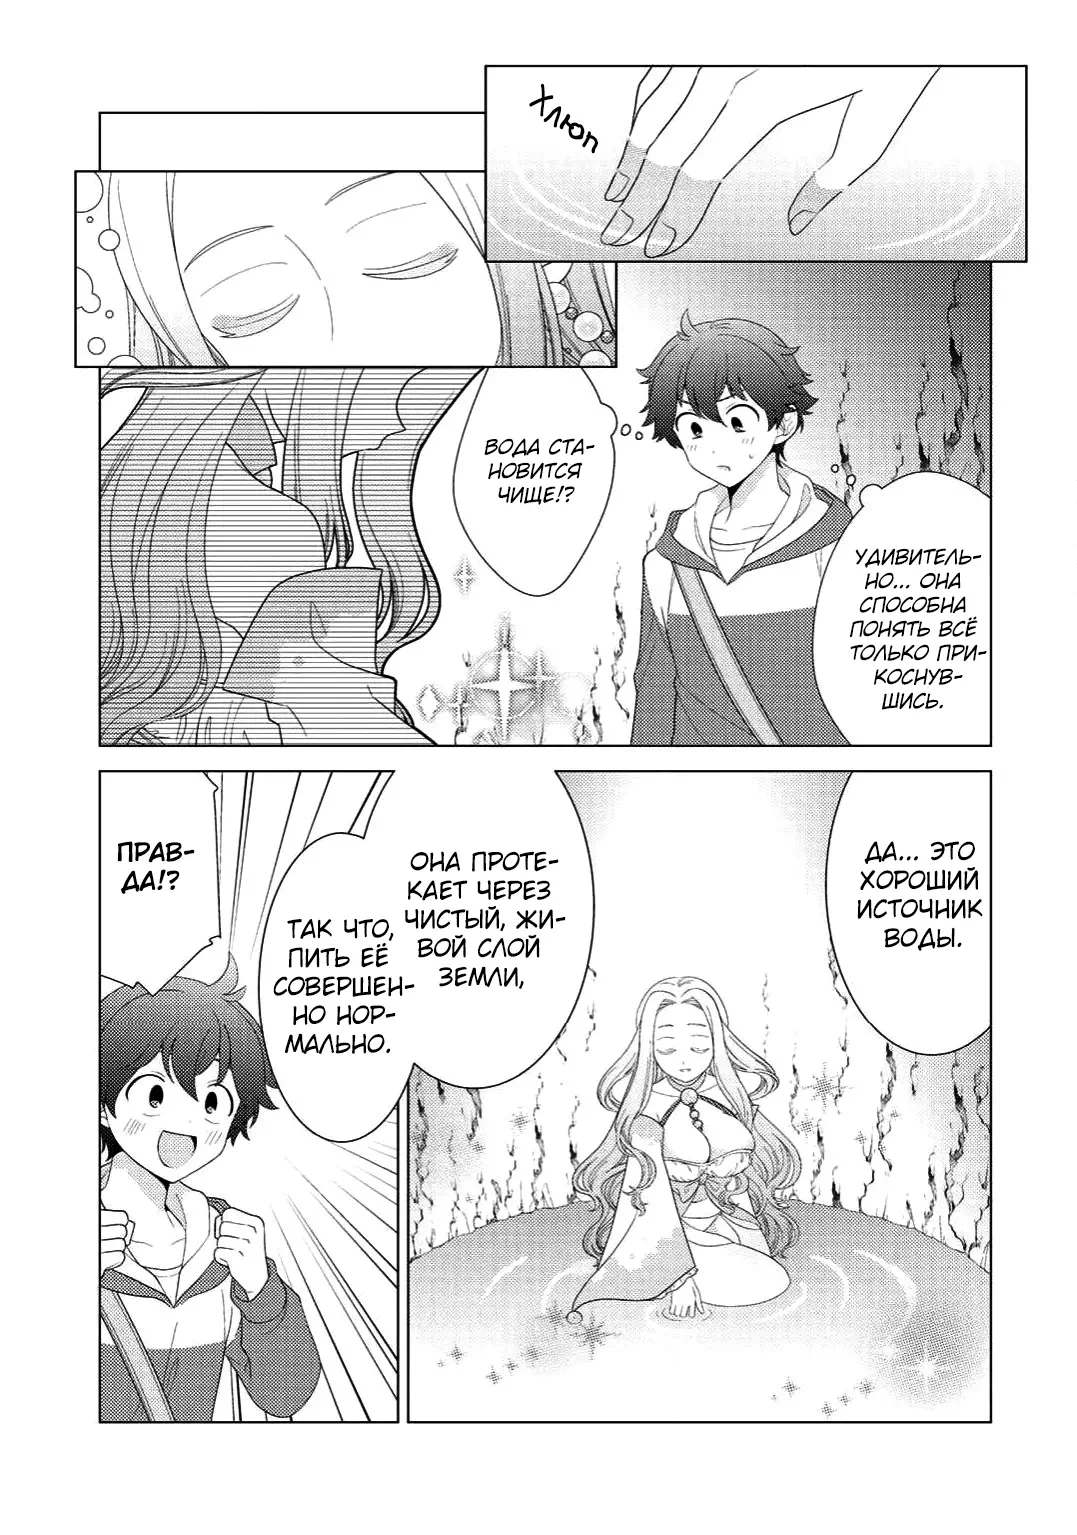 Хлюп
ВОДА СТА-
НОВИТСЯ
ЧИЩЕ!?
УДИВИТЕЛЬ-
НО... ОНА
СПОСОБНА
ПОНЯТЬ ВСЁ
ТОЛЬКО ПРИ-
КОСНУВ-
ШИСЬ.
ДА... ЭТО
ХОРОШИЙ
ИСТОЧНИК
ВОДЫ.
ОНА ПРОТЕ-
КАЕТ ЧЕРЕЗ
ЧИСТЫЙ, ЖИ-
ВОЙ СЛОЙ
ЗЕМЛИ,
ТАК ЧТО,
ПИТЬ ЕЁ
СОВЕРШЕН-
НО НОР-
МАЛЬНО.
ПРАВ-
ДА!?